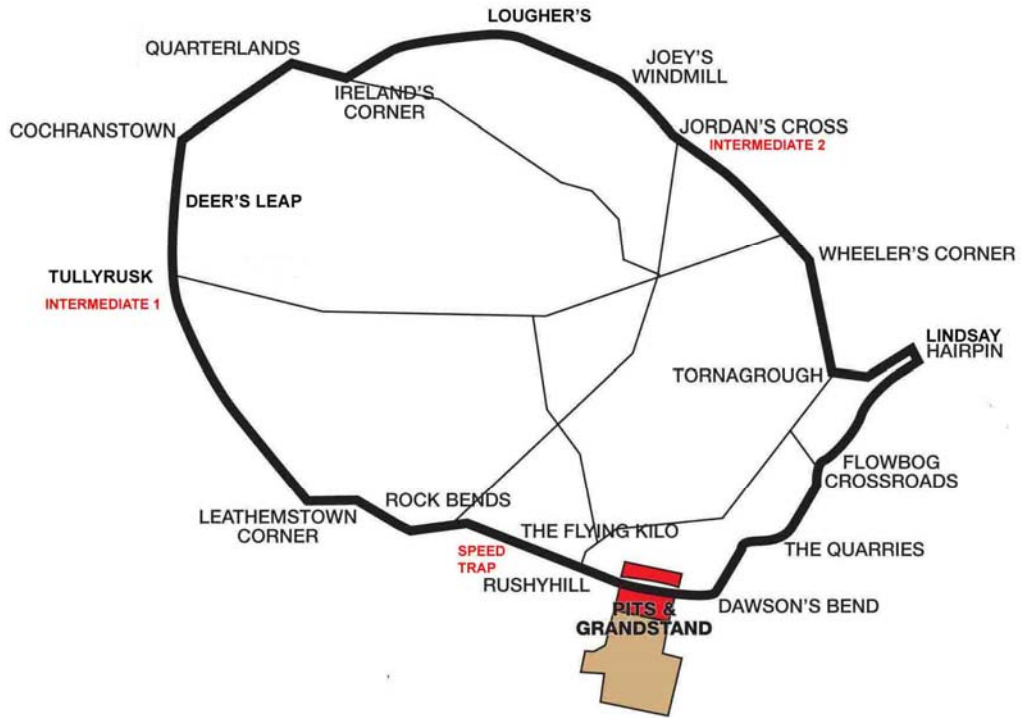 LOUGHER'S
QUARTERLANDS
JOEY'S
WINDMILL
IRELAND'S
CORNER
COCHRANSTOWN
JORDAN'S CROSS
INTERMEDIATE 2
DEER'S LEAP
WHEELER'S CORNER
TULLYRUSK
INTERMEDIATE 1
LINDSAY
HAIRPIN
TORNAGROUGH
FLOWBOG
CROSSROADS
ROCK BENDS
LEATHEMSTOWN
CORNER
THE FLYING KILO
SPEED
TRAP
THE QUARRIES
RUSHYHILL
DAWSON'S BEND
PITS &
GRANDSTAND